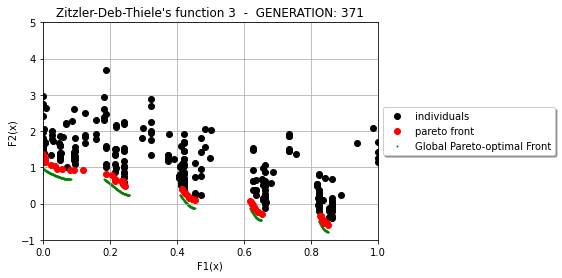 Zitzler-Deb-Thiele's function 3 - GENERATION: 371
5
4
3
2
1
0
−1
F2(x)
0.0 0.2 0.4 0.6 0.8 1.0
F1(x)
individuals
pareto front
Global Pareto-optimal Front